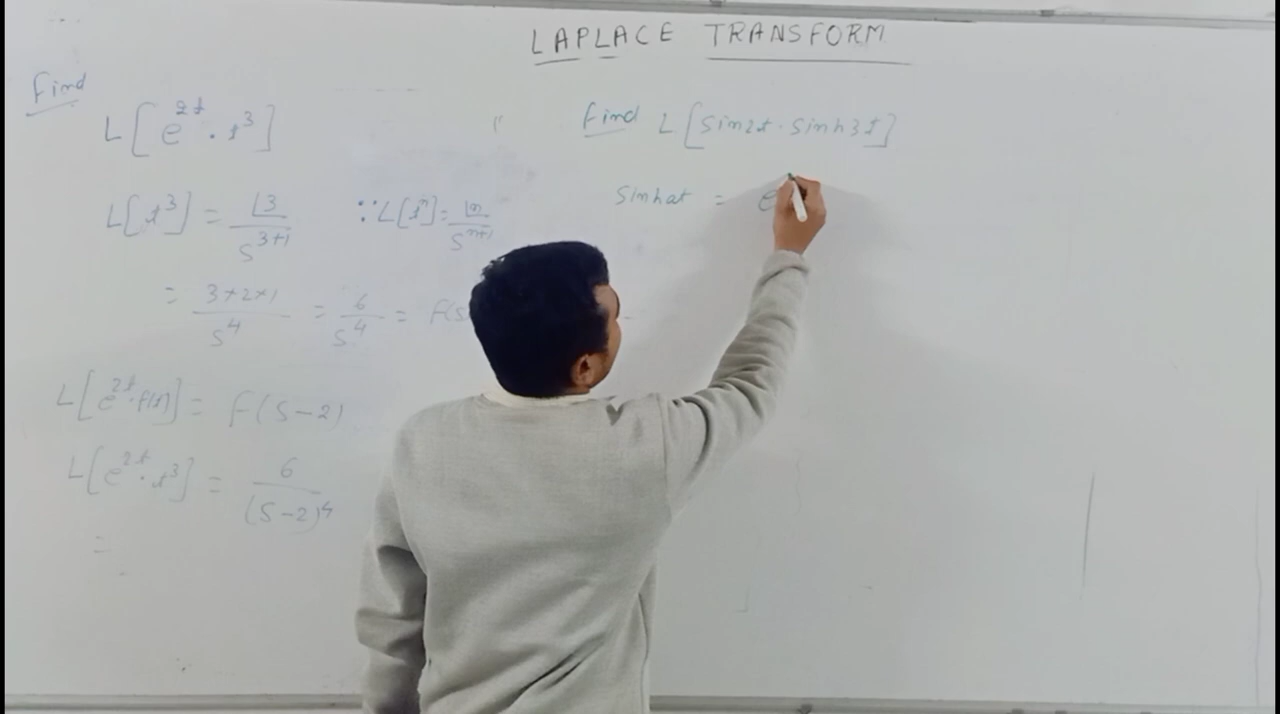 LAPLACE TRANSFORM
Find
L[e^{2t} · t^3]
L[t^3] = ⌊3 / s^{3+1} ∵ L[t^n] = ⌊n / s^{n+1}
= 3×2×1 / s^4 = 6 / s^4 = F(s
L[e^{2t} · f(t)] = F(s-2)
L[e^{2t} · t^3] = 6 / (s-2)^4
=
Find L[Sin2t · Sinh3t]
Sinhat = e